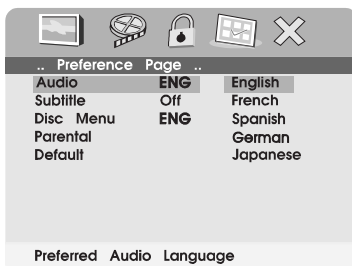 .. Preference Page ..
Audio ENG English
Subtitle Off French
Disc Menu ENG Spanish
Parental German
Default Japanese
Preferred Audio Language